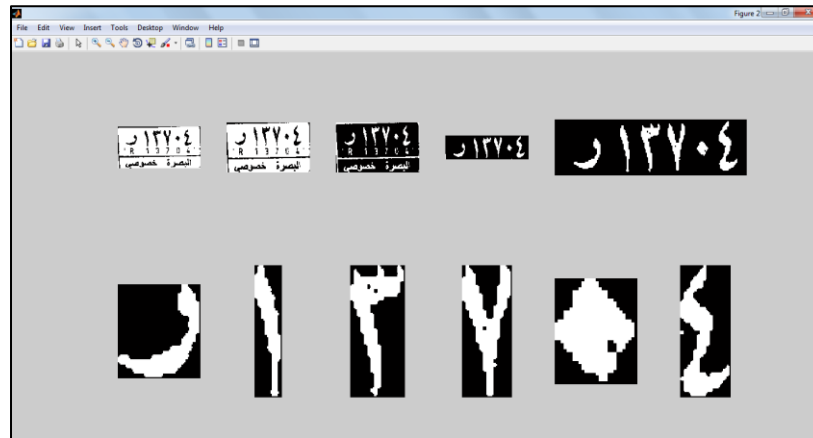 Figure 2
File Edit View Insert Tools Desktop Window Help
ر ١٣٧٠٤
R 13704
البصرة خصوصي
ر ١٣٧٠٤
R 13704
البصرة خصوصي
ر ١٣٧٠٤
R 13704
البصرة خصوصي
ر ١٣٧٠٤
ر ١٣٧٠٤
ر ١ ٣ ٧ ٠ ٤